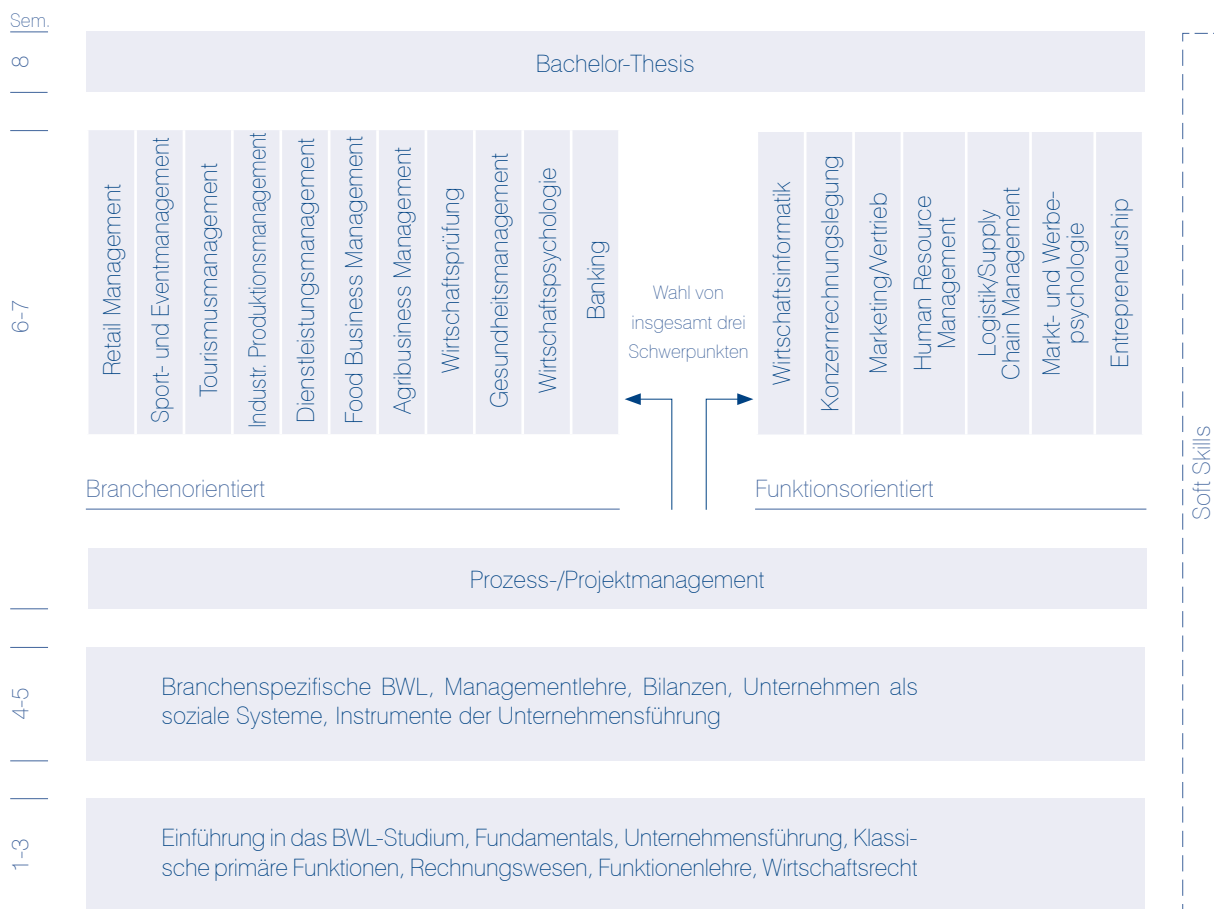 Sem.
8
Bachelor-Thesis
6-7
Retail Management
Sport- und Eventmanagement
Tourismusmanagement
Industr. Produktionsmanagement
Dienstleistungsmanagement
Food Business Management
Agribusiness Management
Wirtschaftsprüfung
Gesundheitsmanagement
Wirtschaftspsychologie
Banking
Wahl von
insgesamt drei
Schwerpunkten
Wirtschaftsinformatik
Konzernrechnungslegung
Marketing/Vertrieb
Human Resource
Management
Logistik/Supply
Chain Management
Markt- und Werbe-
psychologie
Entrepreneurship
Branchenorientiert
Funktionsorientiert
Prozess-/Projektmanagement
4-5
Branchenspezifische BWL, Managementlehre, Bilanzen, Unternehmen als
soziale Systeme, Instrumente der Unternehmensführung
1-3
Einführung in das BWL-Studium, Fundamentals, Unternehmensführung, Klassi-
sche primäre Funktionen, Rechnungswesen, Funktionenlehre, Wirtschaftsrecht
Soft Skills